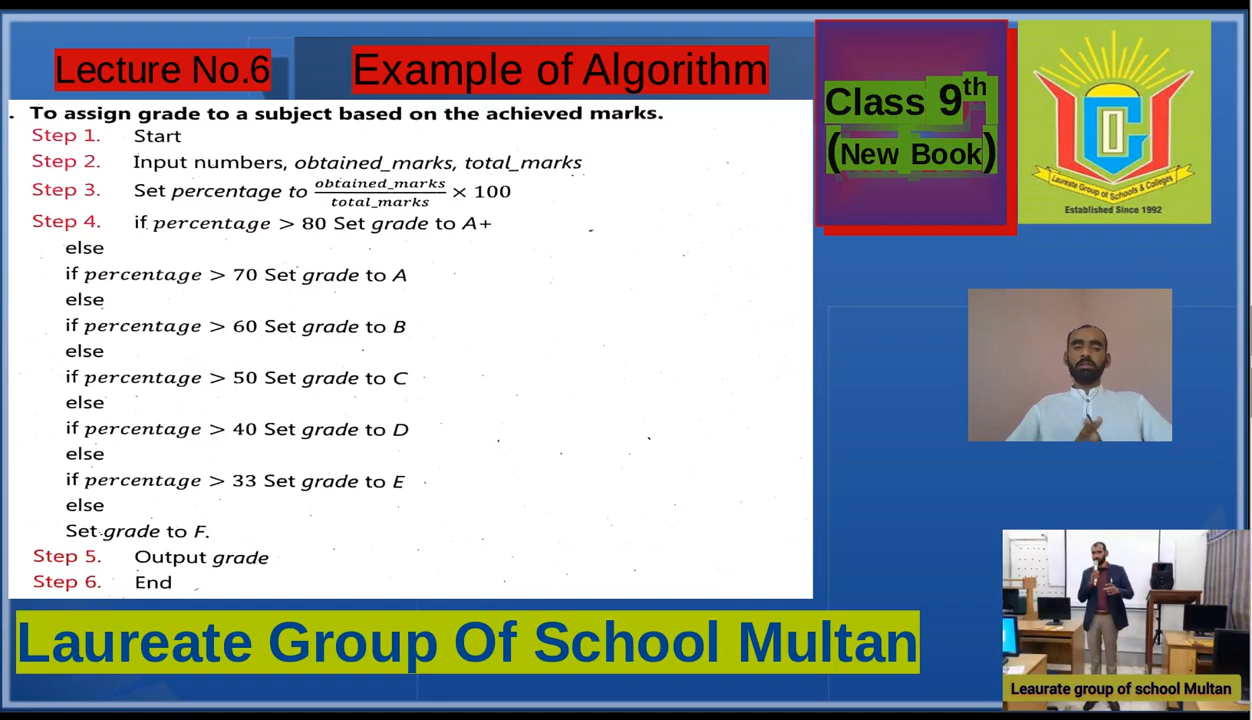 Lecture No.6
Example of Algorithm
Class 9th
(New Book)
Laureate Group of Schools & Colleges
Established Since 1992
. To assign grade to a subject based on the achieved marks.
Step 1. Start
Step 2. Input numbers, obtained_marks, total_marks
Step 3. Set percentage to obtained_marks/total_marks × 100
Step 4. if percentage > 80 Set grade to A+
else
if percentage > 70 Set grade to A
else
if percentage > 60 Set grade to B
else
if percentage > 50 Set grade to C
else
if percentage > 40 Set grade to D
else
if percentage > 33 Set grade to E
else
Set grade to F.
Step 5. Output grade
Step 6. End
Laureate Group Of School Multan
Leaurate group of school Multan